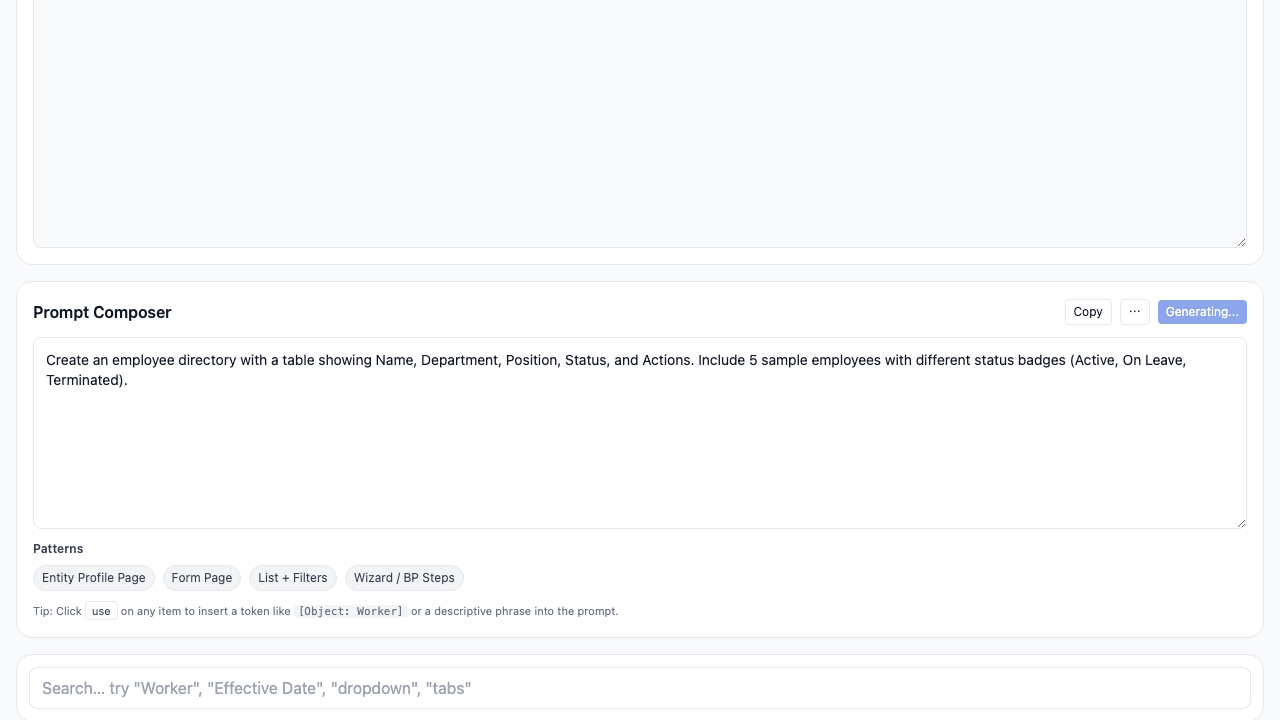 Prompt Composer
Copy
...
Generating...
Create an employee directory with a table showing Name, Department, Position, Status, and Actions. Include 5 sample employees with different status badges (Active, On Leave,
Terminated).
Patterns
Entity Profile Page
Form Page
List + Filters
Wizard / BP Steps
Tip: Click use on any item to insert a token like [Object: Worker] or a descriptive phrase into the prompt.
Search... try "Worker", "Effective Date", "dropdown", "tabs"